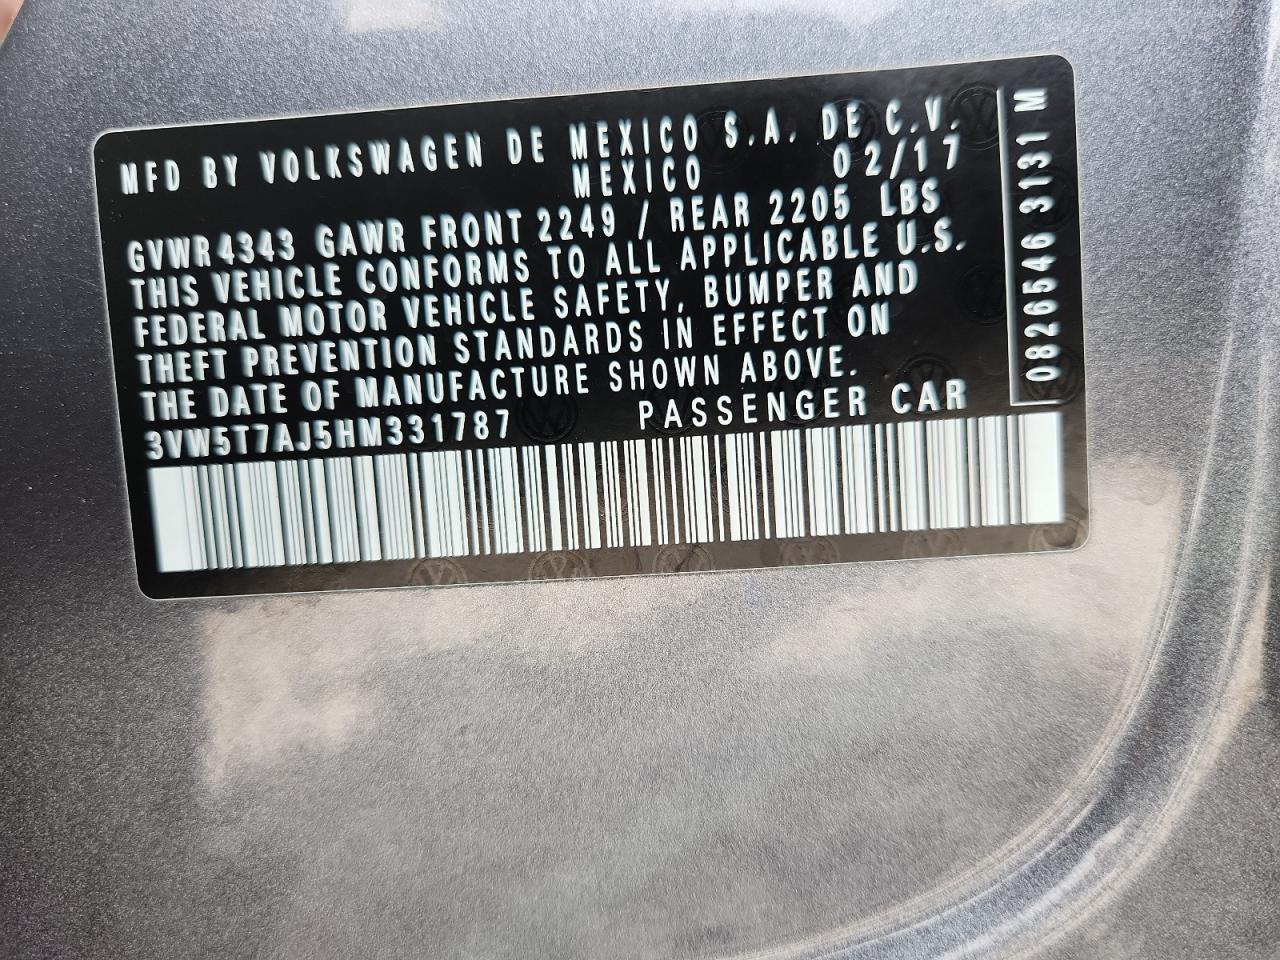 MFD BY VOLKSWAGEN DE MEXICO S.A. DE C.V.
MEXICO 02/17
GVWR 4343 GAWR FRONT 2249 / REAR 2205 LBS
THIS VEHICLE CONFORMS TO ALL APPLICABLE U.S.
FEDERAL MOTOR VEHICLE SAFETY, BUMPER AND
THEFT PREVENTION STANDARDS IN EFFECT ON
THE DATE OF MANUFACTURE SHOWN ABOVE.
3VW5T7AJ5HM331787 PASSENGER CAR
0826546 3131 M